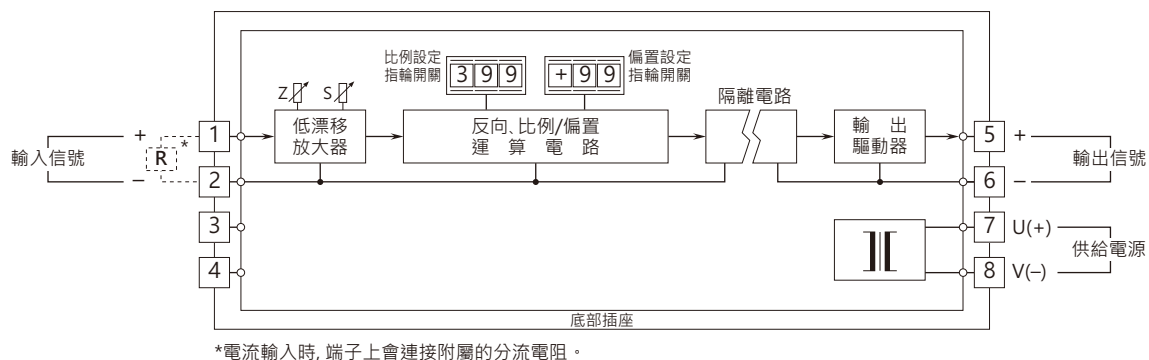 比例設定
指輪開關
3 9 9
+ 9 9
偏置設定
指輪開關
Z
S
隔離電路
低漂移
放大器
反向、比例/偏置
運算電路
輸出
驅動器
輸入信號
+
R
*
−
1
2
3
4
5
6
7
8
+
−
輸出信號
U(+)
V(−)
供給電源
底部插座
*電流輸入時, 端子上會連接附屬的分流電阻。